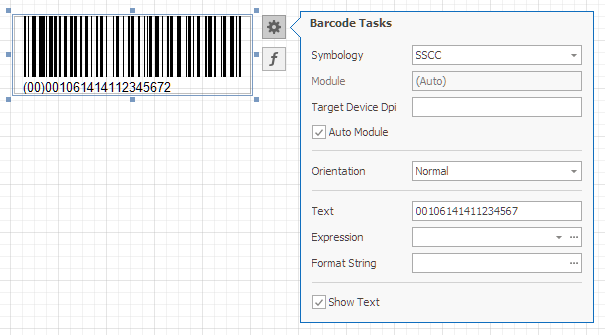 (00)001061414112345672
f
Barcode Tasks
Symbology SSCC
Module (Auto)
Target Device Dpi
Auto Module
Orientation Normal
Text 00106141411234567
Expression ...
Format String ...
Show Text